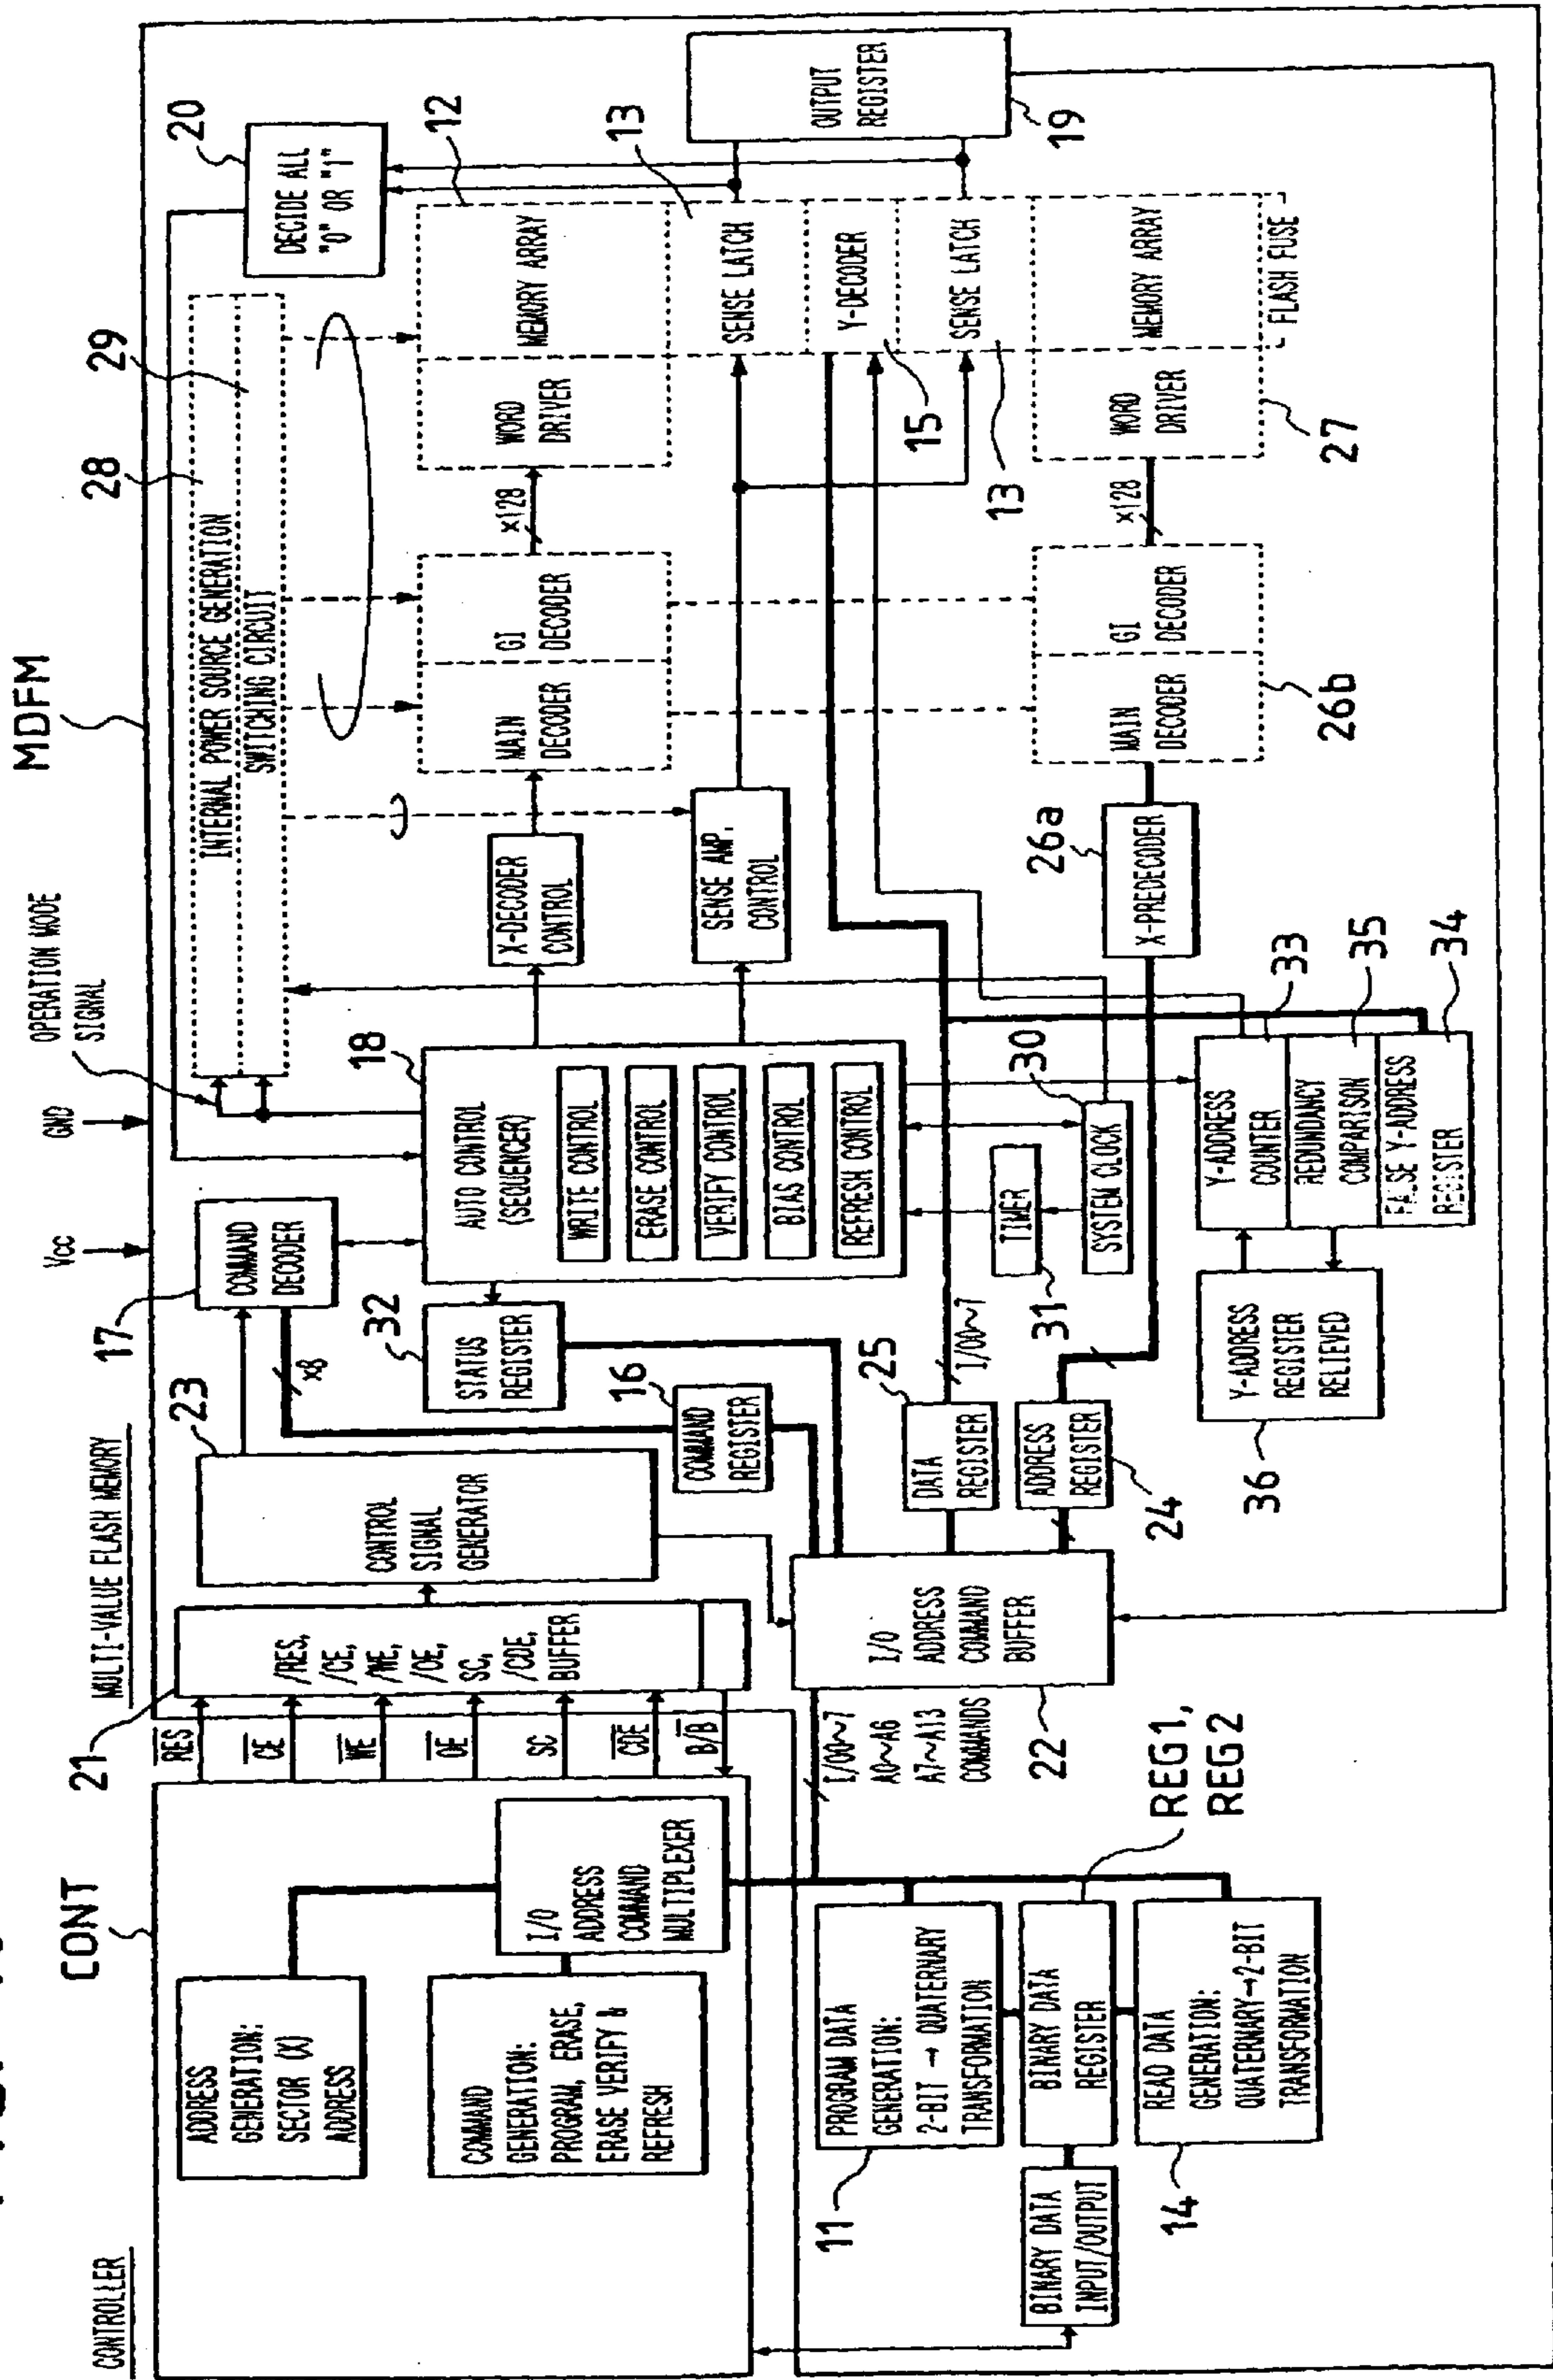 CONTROLLER
CONT
ADDRESS
GENERATION:
SECTOR (X)
ADDRESS
COMMAND
GENERATION:
PROGRAM, ERASE,
ERASE VERIFY &
REFRESH
I/O
ADDRESS
COMMAND
MULTIPLEXER
PROGRAM DATA
GENERATION:
2-BIT → QUATERNARY
TRANSFORMATION
11
BINARY DATA
REGISTER
REG1,
REG2
READ DATA
GENERATION:
QUATERNARY→2-BIT
TRANSFORMATION
14
BINARY DATA
INPUT/OUTPUT
MULTI-VALUE FLASH MEMORY
MDFM
21
R̅E̅S̅
C̅E̅
W̅E̅
O̅E̅
SC
C̅D̅E̅
B/B̅
/RES,
/CE,
/WE,
/OE,
SC,
/CDE,
BUFFER
I/O0~7
A0~A6
A7~A13
COMMANDS
22
I/O
ADDRESS
COMMAND
BUFFER
23
CONTROL
SIGNAL
GENERATOR
17
COMMAND
DECODER
×8
Vcc
GND
16
COMMAND
REGISTER
32
STATUS
REGISTER
25
DATA
REGISTER
I/O0~7
ADDRESS
REGISTER
24
18
AUTO CONTROL
(SEQUENCER)
WRITE CONTROL
ERASE CONTROL
VERIFY CONTROL
BIAS CONTROL
REFRESH CONTROL
TIMER
31
30
SYSTEM CLOCK
Y-ADDRESS
REGISTER
RELIEVED
36
Y-ADDRESS
COUNTER
33
REDUNDANCY
COMPARISON
35
FALSE Y-ADDRESS
REGISTER
34
OPERATION MODE
SIGNAL
28
INTERNAL POWER SOURCE GENERATION
29
SWITCHING CIRCUIT
X-DECODER
CONTROL
SENSE AMP.
CONTROL
26a
X-PREDECODER
MAIN
DECODER
GI
DECODER
×128
WORD
DRIVER
MEMORY ARRAY
12
SENSE LATCH
13
Y-DECODER
15
SENSE LATCH
13
MAIN
DECODER
GI
DECODER
26b
×128
WORD
DRIVER
27
MEMORY ARRAY
FLASH FUSE
20
DECIDE ALL
"0" OR "1"
OUTPUT
REGISTER
19